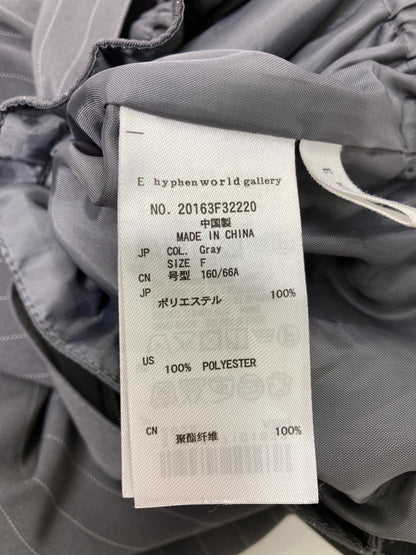 E hyphen world gallery
NO. 20163F32220
中国製
MADE IN CHINA
JP COL. Gray
SIZE F
CN 号型 160/66A
JP ポリエステル 100%
US 100% POLYESTER
CN 聚酯纤维 100%